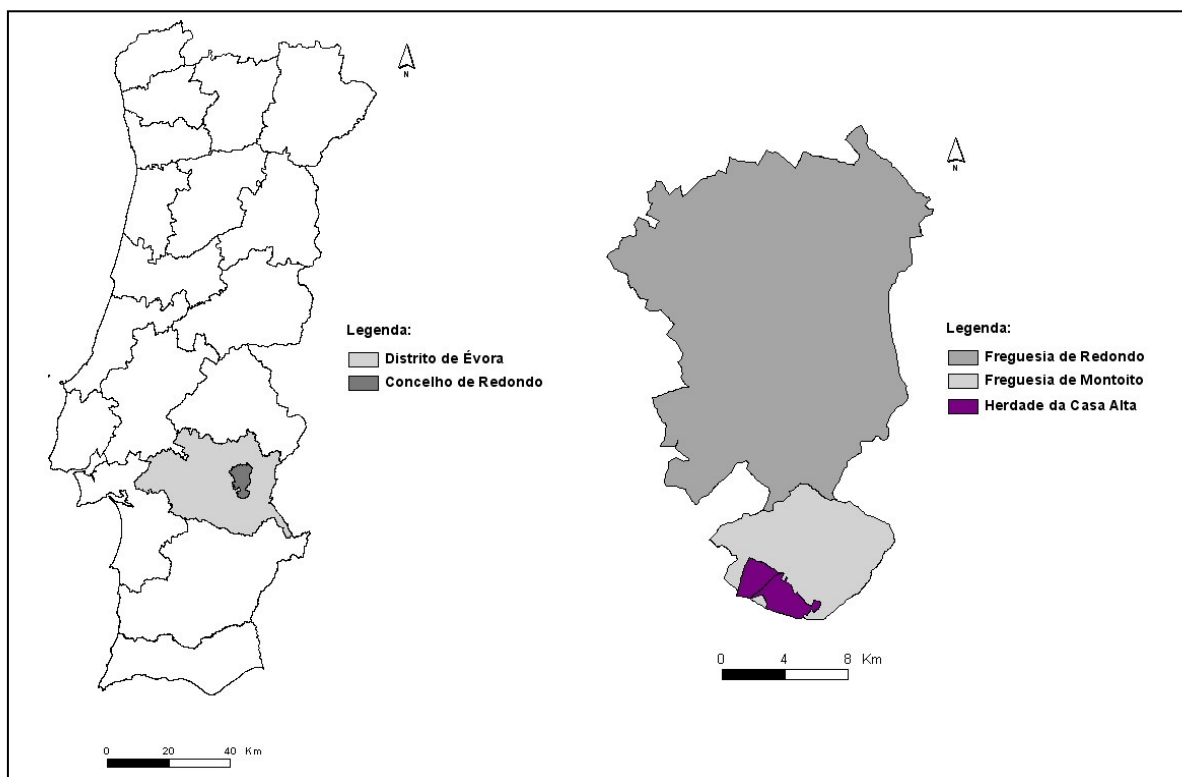 N
Legenda:
Distrito de Évora
Concelho de Redondo
0 20 40 Km
N
Legenda:
Freguesia de Redondo
Freguesia de Montoito
Herdade da Casa Alta
0 4 8 Km